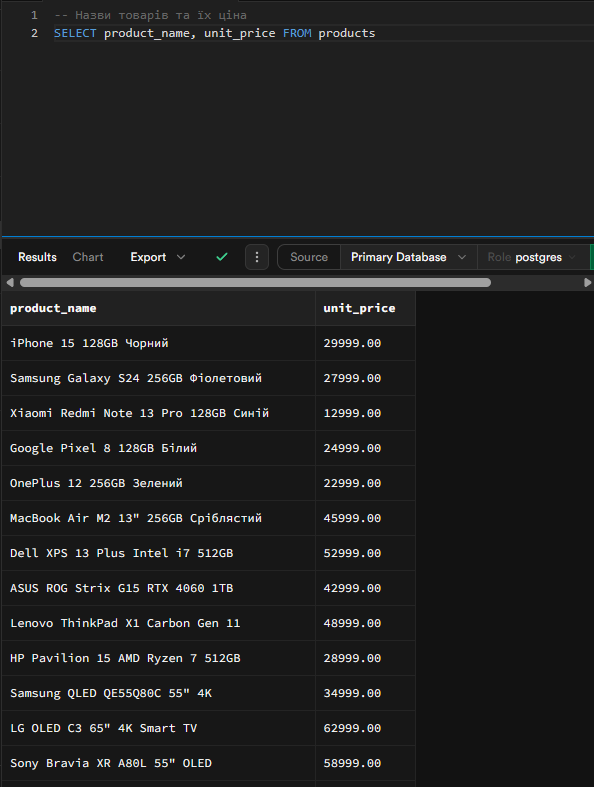 1 -- Назви товарів та їх ціна
2 SELECT product_name, unit_price FROM products
Results Chart Export Source Primary Database Role postgres
product_name unit_price
iPhone 15 128GB Чорний 29999.00
Samsung Galaxy S24 256GB Фіолетовий 27999.00
Xiaomi Redmi Note 13 Pro 128GB Синій 12999.00
Google Pixel 8 128GB Білий 24999.00
OnePlus 12 256GB Зелений 22999.00
MacBook Air M2 13" 256GB Сріблястий 45999.00
Dell XPS 13 Plus Intel i7 512GB 52999.00
ASUS ROG Strix G15 RTX 4060 1TB 42999.00
Lenovo ThinkPad X1 Carbon Gen 11 48999.00
HP Pavilion 15 AMD Ryzen 7 512GB 28999.00
Samsung QLED QE55Q80C 55" 4K 34999.00
LG OLED C3 65" 4K Smart TV 62999.00
Sony Bravia XR A80L 55" OLED 58999.00